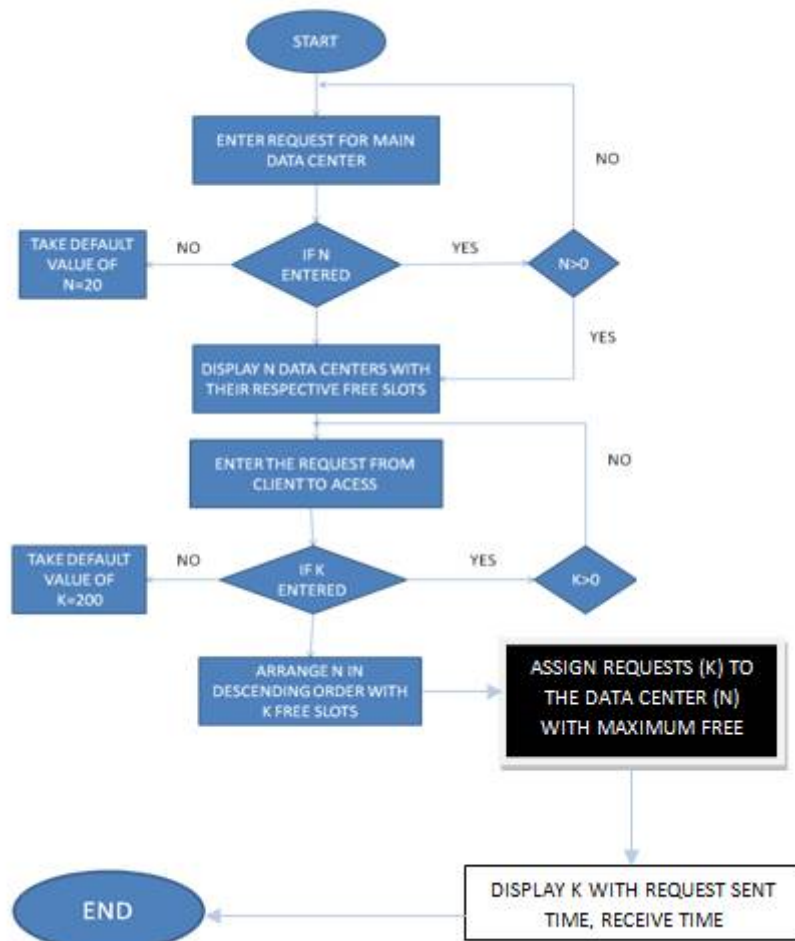 START
ENTER REQUEST FOR MAIN
DATA CENTER
NO
TAKE DEFAULT
VALUE OF
N=20
NO
IF N
ENTERED
YES
N>0
YES
DISPLAY N DATA CENTERS WITH
THEIR RESPECTIVE FREE SLOTS
ENTER THE REQUEST FROM
CLIENT TO ACESS
NO
TAKE DEFAULT
VALUE OF
K=200
NO
IF K
ENTERED
YES
K>0
ARRANGE N IN
DESCENDING ORDER WITH
K FREE SLOTS
ASSIGN REQUESTS (K) TO
THE DATA CENTER (N)
WITH MAXIMUM FREE
DISPLAY K WITH REQUEST SENT
TIME, RECEIVE TIME
END